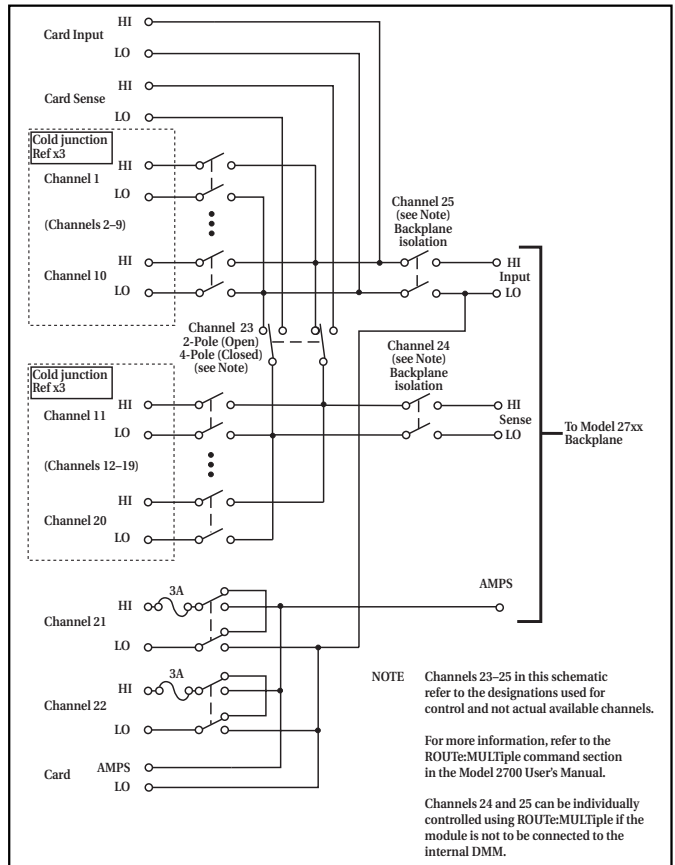 Card Input
HI
LO
Card Sense
HI
LO
Cold junction
Ref x3
Channel 1
HI
LO
(Channels 2–9)
Channel 10
HI
LO
Channel 25
(see Note)
Backplane
isolation
HI
Input
LO
Channel 23
2-Pole (Open)
4-Pole (Closed)
(see Note)
Channel 24
(see Note)
Backplane
isolation
HI
Sense
LO
To Model 27xx
Backplane
Cold junction
Ref x3
Channel 11
HI
LO
(Channels 12–19)
Channel 20
HI
LO
AMPS
Channel 21
HI
3A
LO
Channel 22
HI
3A
LO
Card
AMPS
LO
NOTE Channels 23–25 in this schematic
refer to the designations used for
control and not actual available channels.
For more information, refer to the
ROUTe:MULTiple command section
in the Model 2700 User's Manual.
Channels 24 and 25 can be individually
controlled using ROUTe:MULTiple if the
module is not to be connected to the
internal DMM.